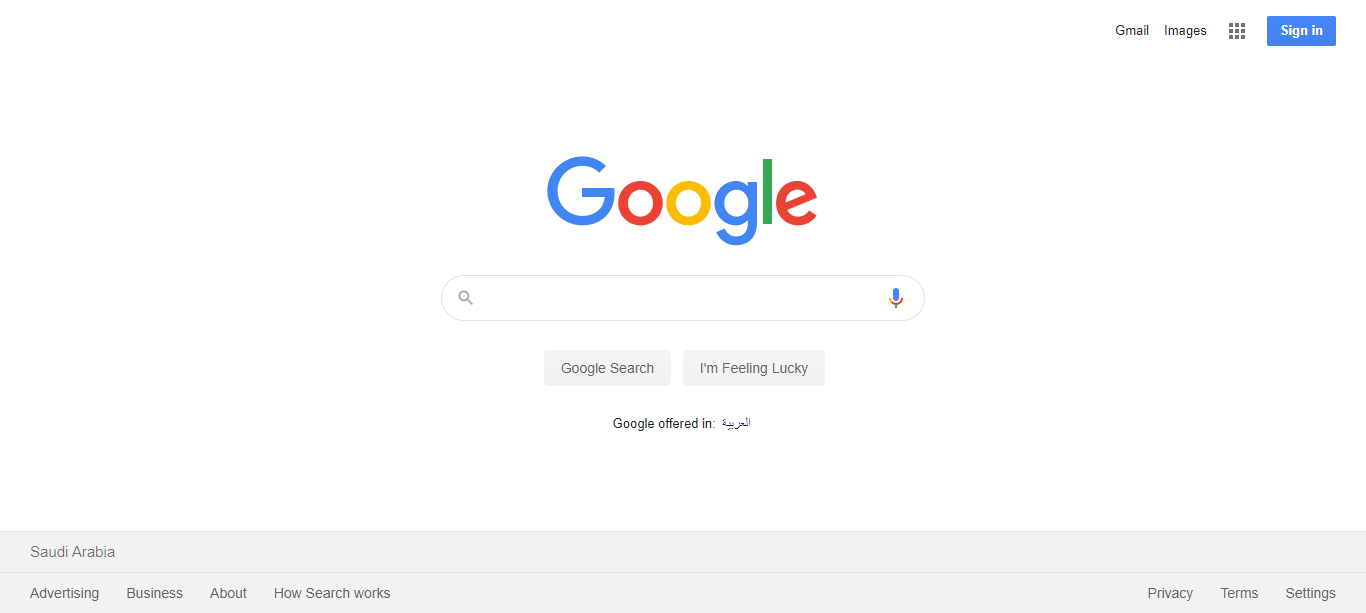 Gmail Images Sign in
Google
Google Search I'm Feeling Lucky
Google offered in: العربية
Saudi Arabia
Advertising Business About How Search works Privacy Terms Settings